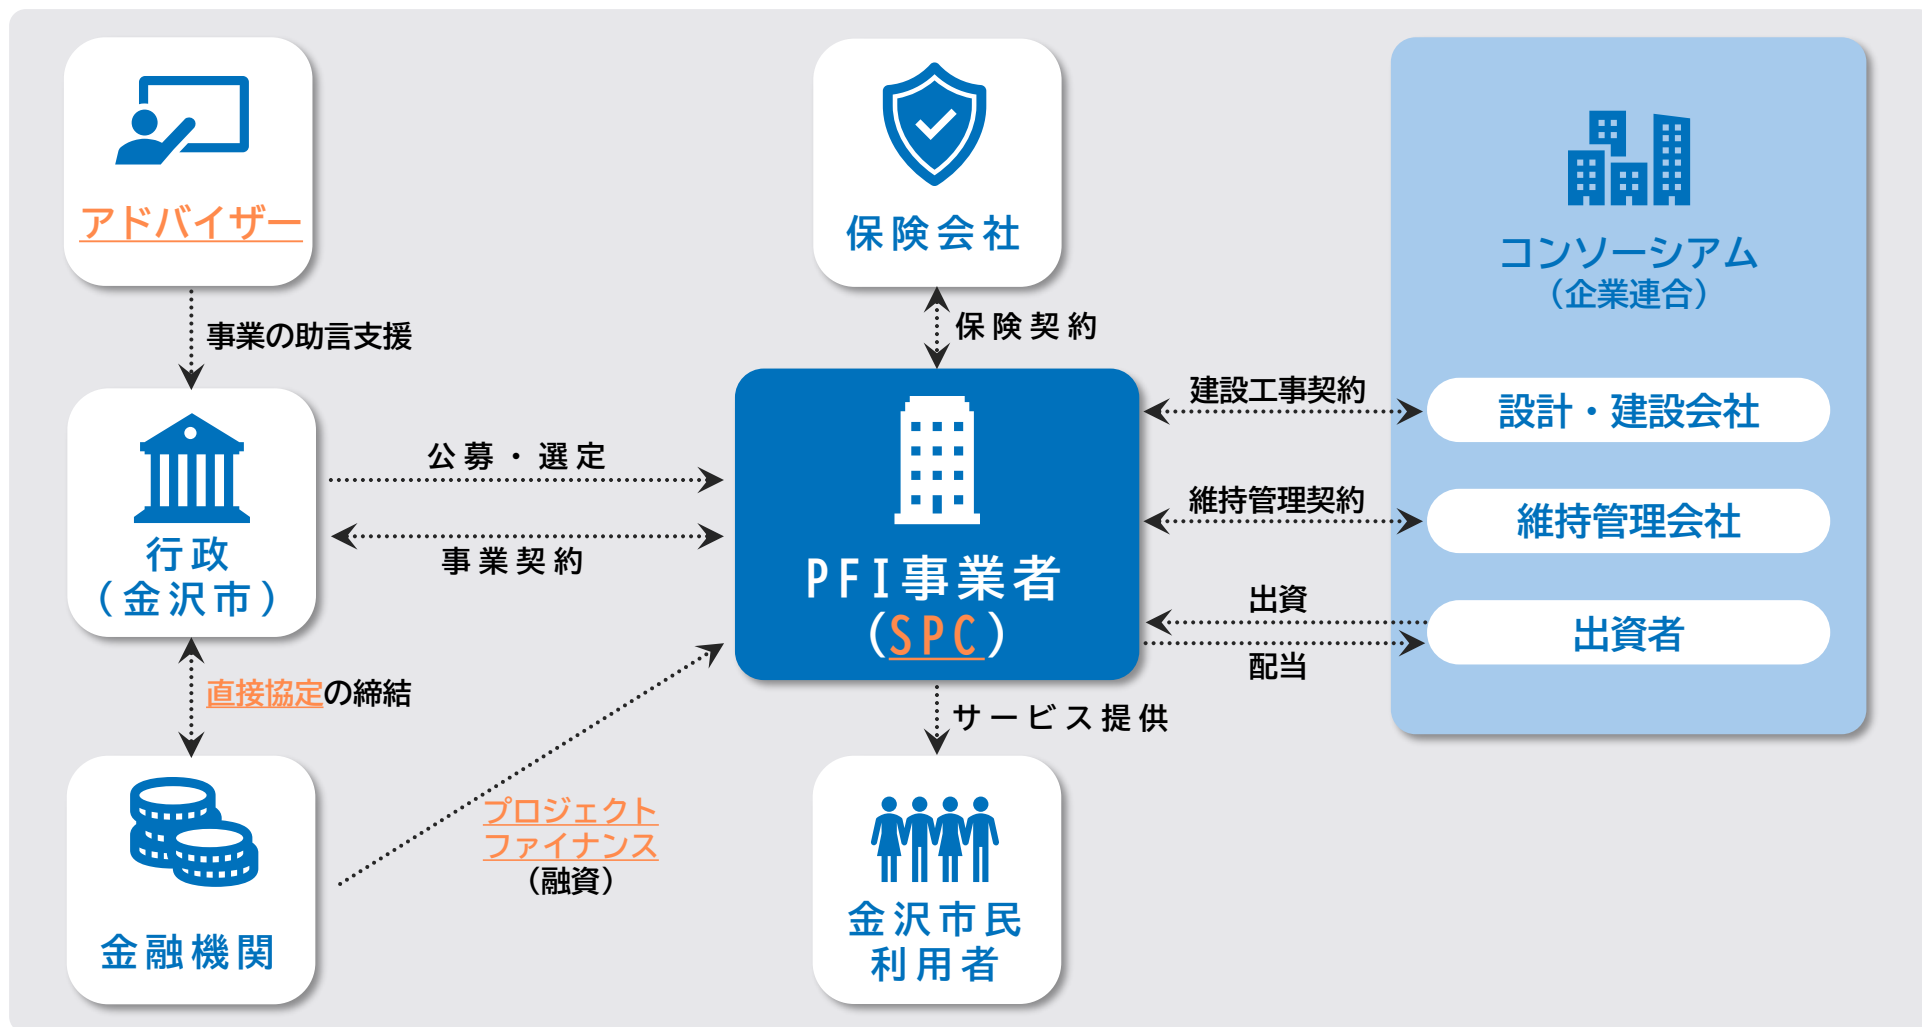 アドバイザー
事業の助言支援
行政
（金沢市）
直接協定の締結
金融機関
公募・選定
事業契約
プロジェクト
ファイナンス
（融資）
保険会社
保険契約
PFI事業者
（SPC）
サービス提供
金沢市民
利用者
建設工事契約
維持管理契約
出資
配当
コンソーシアム
（企業連合）
設計・建設会社
維持管理会社
出資者